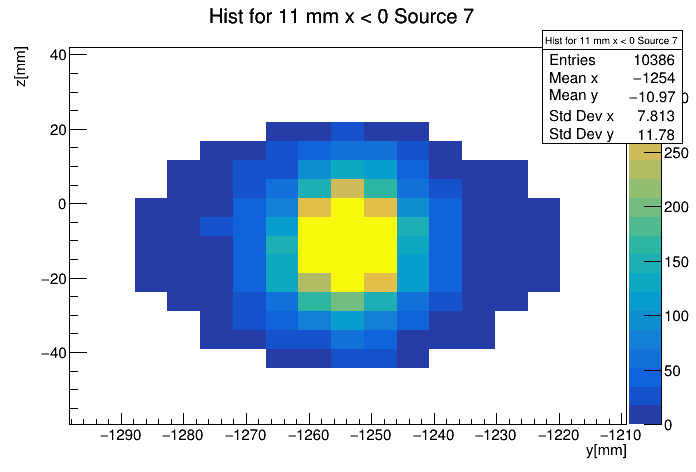 Hist for 11 mm x < 0 Source 7
z[mm]
40
20
0
−20
−40
Hist for 11 mm x < 0 Source 7
Entries 10386
Mean x −1254
Mean y −10.97
Std Dev x 7.813
Std Dev y 11.78
0
250
200
150
100
50
0
−1290 −1280 −1270 −1260 −1250 −1240 −1230 −1220 −1210
y[mm]